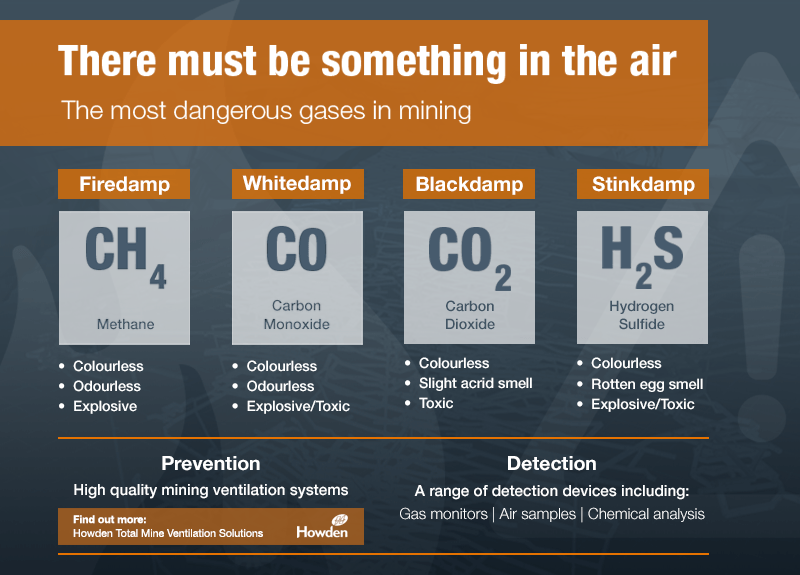 There must be something in the air
The most dangerous gases in mining
Firedamp
CH4
Methane
• Colourless
• Odourless
• Explosive
Whitedamp
CO
Carbon
Monoxide
• Colourless
• Odourless
• Explosive/Toxic
Blackdamp
CO2
Carbon
Dioxide
• Colourless
• Slight acrid smell
• Toxic
Stinkdamp
H2S
Hydrogen
Sulfide
• Colourless
• Rotten egg smell
• Explosive/Toxic
Prevention
High quality mining ventilation systems
Find out more:
Howden Total Mine Ventilation Solutions
Howden
Detection
A range of detection devices including:
Gas monitors | Air samples | Chemical analysis